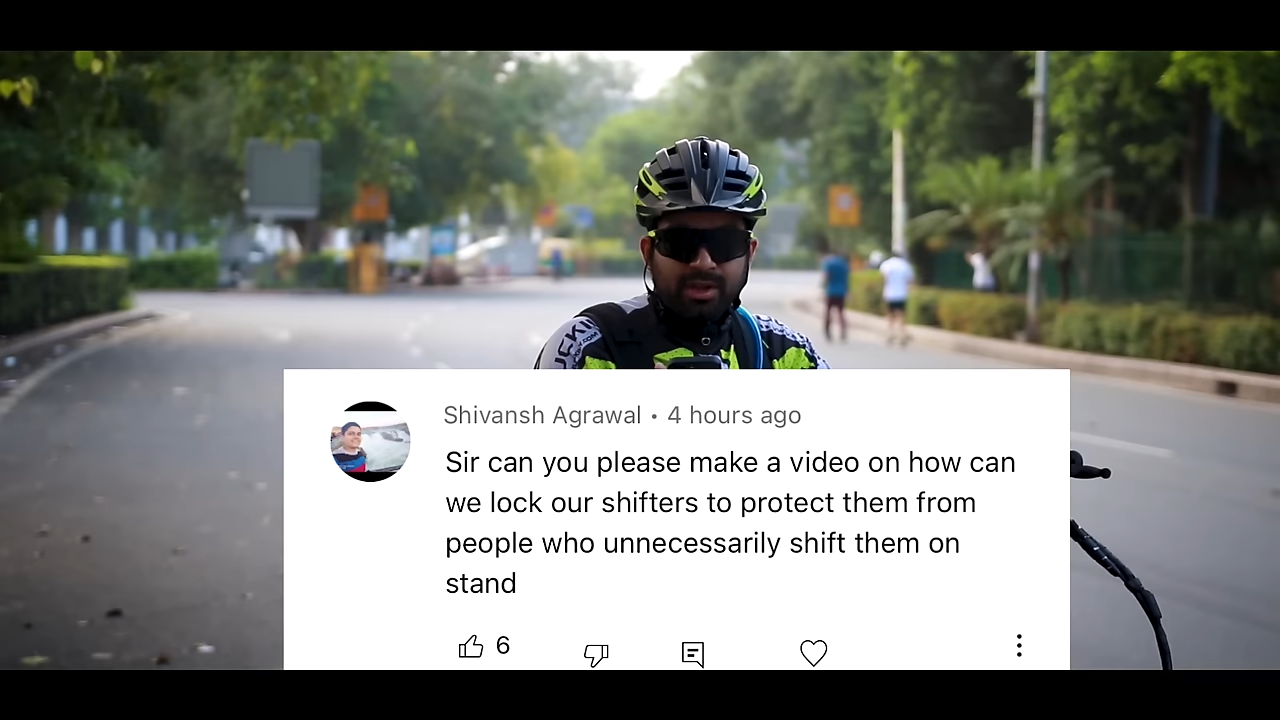 Shivansh Agrawal • 4 hours ago
Sir can you please make a video on how can
we lock our shifters to protect them from
people who unnecessarily shift them on
stand
6